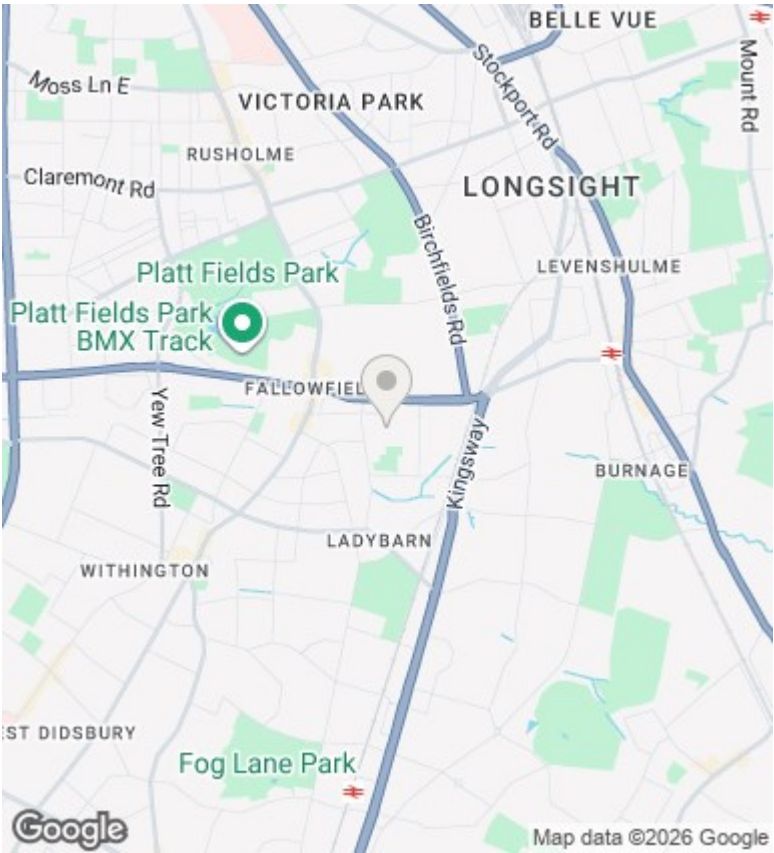 BELLE VUE
Moss Ln E
Stockport Rd
Mount Rd
VICTORIA PARK
RUSHOLME
Claremont Rd
LONGSIGHT
Birchfields Rd
LEVENSHULME
Platt Fields Park
Platt Fields Park
BMX Track
FALLOWFIEL
Yew Tree Rd
Kingsway
BURNAGE
LADYBARN
WITHINGTON
EST DIDSBURY
Fog Lane Park
Google
Map data ©2026 Google